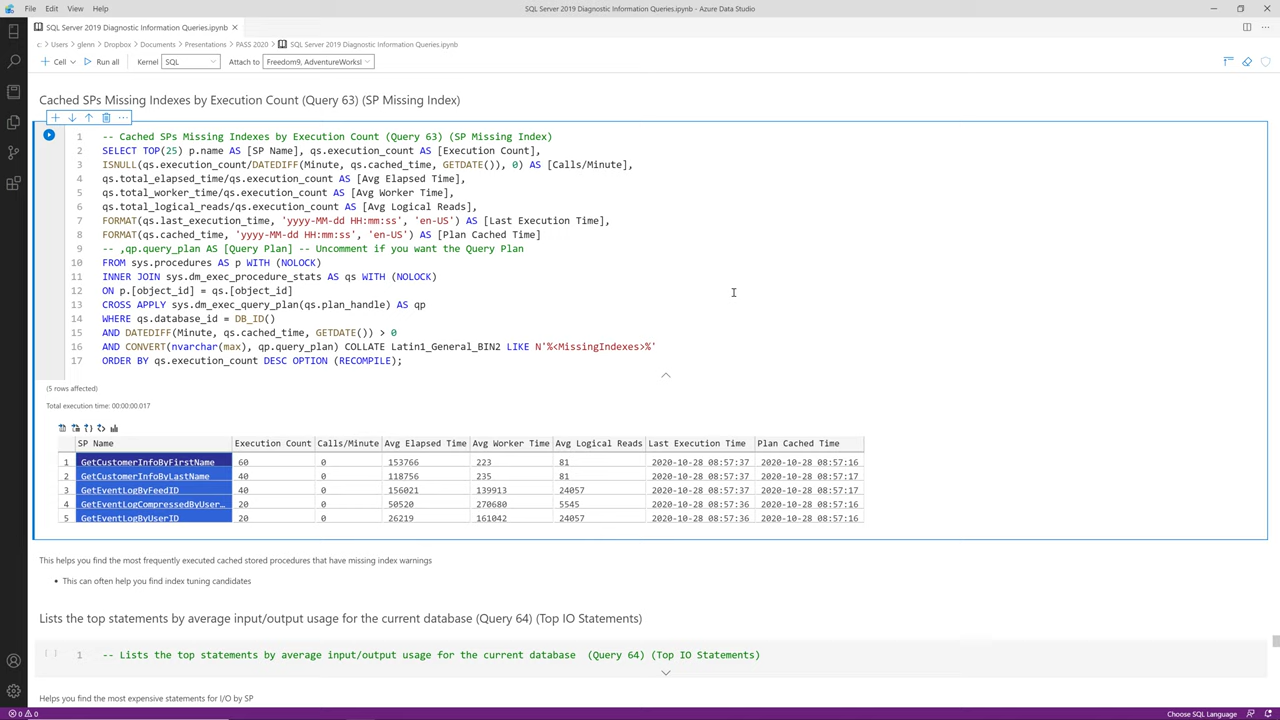 File Edit View Help
SQL Server 2019 Diagnostic Information Queries.ipynb - Azure Data Studio
SQL Server 2019 Diagnostic Information Queries.ipynb
c: > Users > glenn > Dropbox > Documents > Presentations > PASS 2020 > SQL Server 2019 Diagnostic Information Queries.ipynb
Cell Run all Kernel SQL Attach to Freedom9, AdventureWorksl
Cached SPs Missing Indexes by Execution Count (Query 63) (SP Missing Index)
1 -- Cached SPs Missing Indexes by Execution Count (Query 63) (SP Missing Index)
2 SELECT TOP(25) p.name AS [SP Name], qs.execution_count AS [Execution Count],
3 ISNULL(qs.execution_count/DATEDIFF(Minute, qs.cached_time, GETDATE()), 0) AS [Calls/Minute],
4 qs.total_elapsed_time/qs.execution_count AS [Avg Elapsed Time],
5 qs.total_worker_time/qs.execution_count AS [Avg Worker Time],
6 qs.total_logical_reads/qs.execution_count AS [Avg Logical Reads],
7 FORMAT(qs.last_execution_time, 'yyyy-MM-dd HH:mm:ss', 'en-US') AS [Last Execution Time],
8 FORMAT(qs.cached_time, 'yyyy-MM-dd HH:mm:ss', 'en-US') AS [Plan Cached Time]
9 -- ,qp.query_plan AS [Query Plan] -- Uncomment if you want the Query Plan
10 FROM sys.procedures AS p WITH (NOLOCK)
11 INNER JOIN sys.dm_exec_procedure_stats AS qs WITH (NOLOCK)
12 ON p.[object_id] = qs.[object_id]
13 CROSS APPLY sys.dm_exec_query_plan(qs.plan_handle) AS qp
14 WHERE qs.database_id = DB_ID()
15 AND DATEDIFF(Minute, qs.cached_time, GETDATE()) > 0
16 AND CONVERT(nvarchar(max), qp.query_plan) COLLATE Latin1_General_BIN2 LIKE N'%<MissingIndexes>%'
17 ORDER BY qs.execution_count DESC OPTION (RECOMPILE);
(5 rows affected)
Total execution time: 00:00:00.017
SP Name Execution Count Calls/Minute Avg Elapsed Time Avg Worker Time Avg Logical Reads Last Execution Time Plan Cached Time
1 GetCustomerInfoByFirstName 60 0 153766 223 81 2020-10-28 08:57:37 2020-10-28 08:57:16
2 GetCustomerInfoByLastName 40 0 118756 235 81 2020-10-28 08:57:37 2020-10-28 08:57:17
3 GetEventLogByFeedID 40 0 156021 139913 24057 2020-10-28 08:57:37 2020-10-28 08:57:17
4 GetEventLogCompressedByUser... 20 0 50520 270680 5545 2020-10-28 08:57:36 2020-10-28 08:57:16
5 GetEventLogByUserID 20 0 26219 161042 24057 2020-10-28 08:57:36 2020-10-28 08:57:16
This helps you find the most frequently executed cached stored procedures that have missing index warnings
• This can often help you find index tuning candidates
Lists the top statements by average input/output usage for the current database (Query 64) (Top IO Statements)
[ ] 1 -- Lists the top statements by average input/output usage for the current database (Query 64) (Top IO Statements)
Helps you find the most expensive statements for I/O by SP
0 0 Choose SQL Language